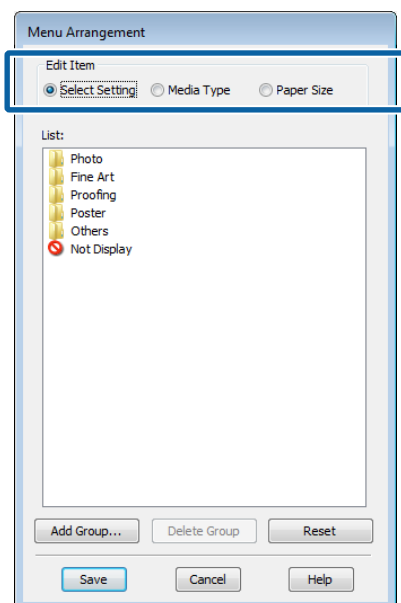 Menu Arrangement
Edit Item
Select Setting Media Type Paper Size
List:
Photo
Fine Art
Proofing
Poster
Others
Not Display
Add Group... Delete Group Reset
Save Cancel Help